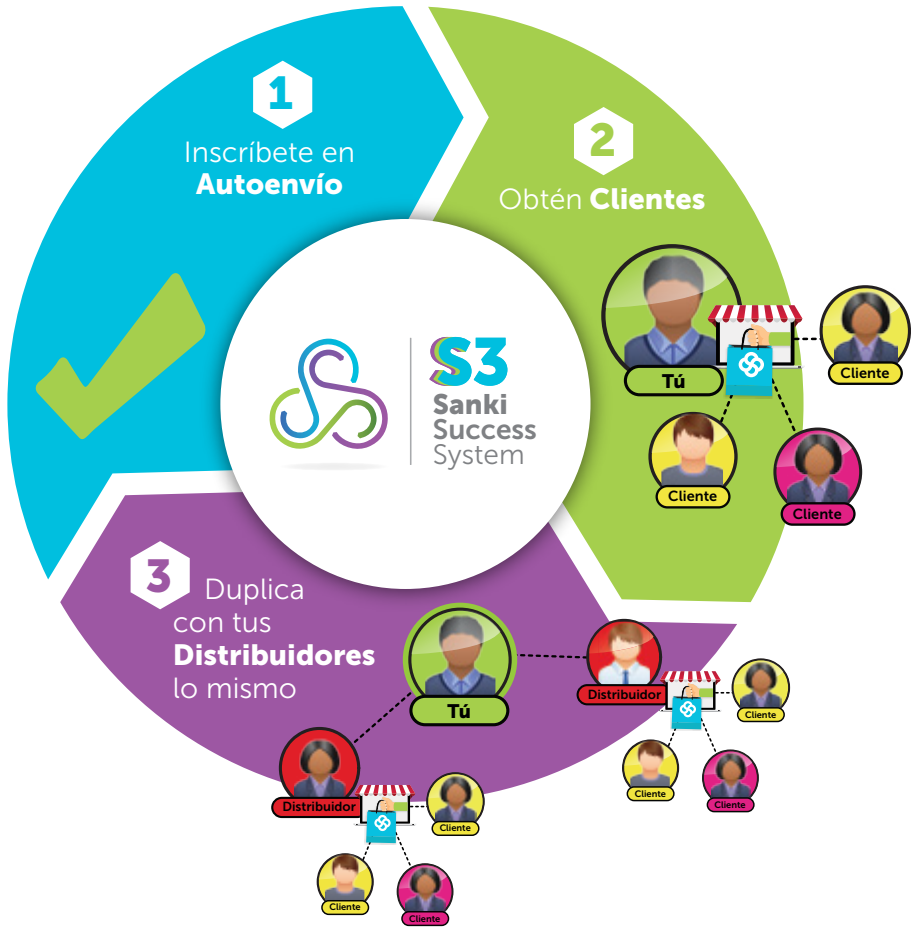 1
Inscríbete en
Autoenvío
2
Obtén Clientes
Tú
Cliente
Cliente
Cliente
S3
Sanki
Success
System
3 Duplica
con tus
Distribuidores
lo mismo
Tú
Distribuidor
Cliente
Cliente
Cliente
Distribuidor
Cliente
Cliente
Cliente